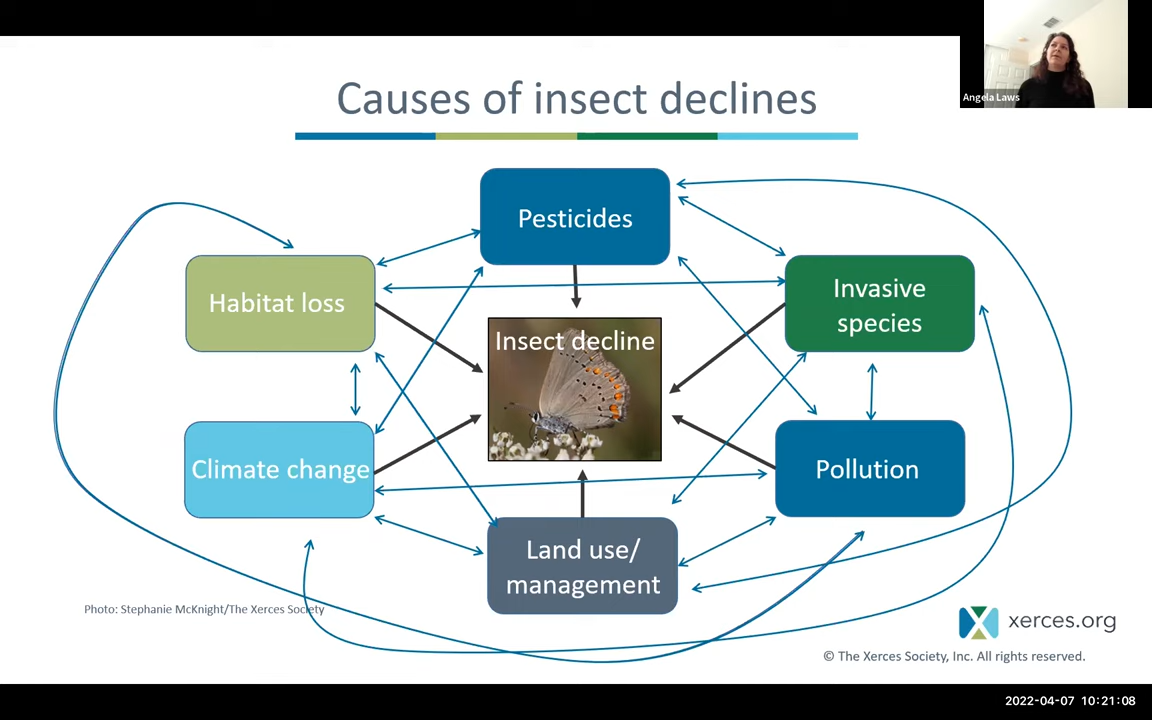 Angela Laws
Causes of insect declines
Pesticides
Habitat loss
Invasive
species
Insect decline
Climate change
Pollution
Land use/
management
Photo: Stephanie McKnight/The Xerces Society
xerces.org
© The Xerces Society, Inc. All rights reserved.
2022-04-07 10:21:08